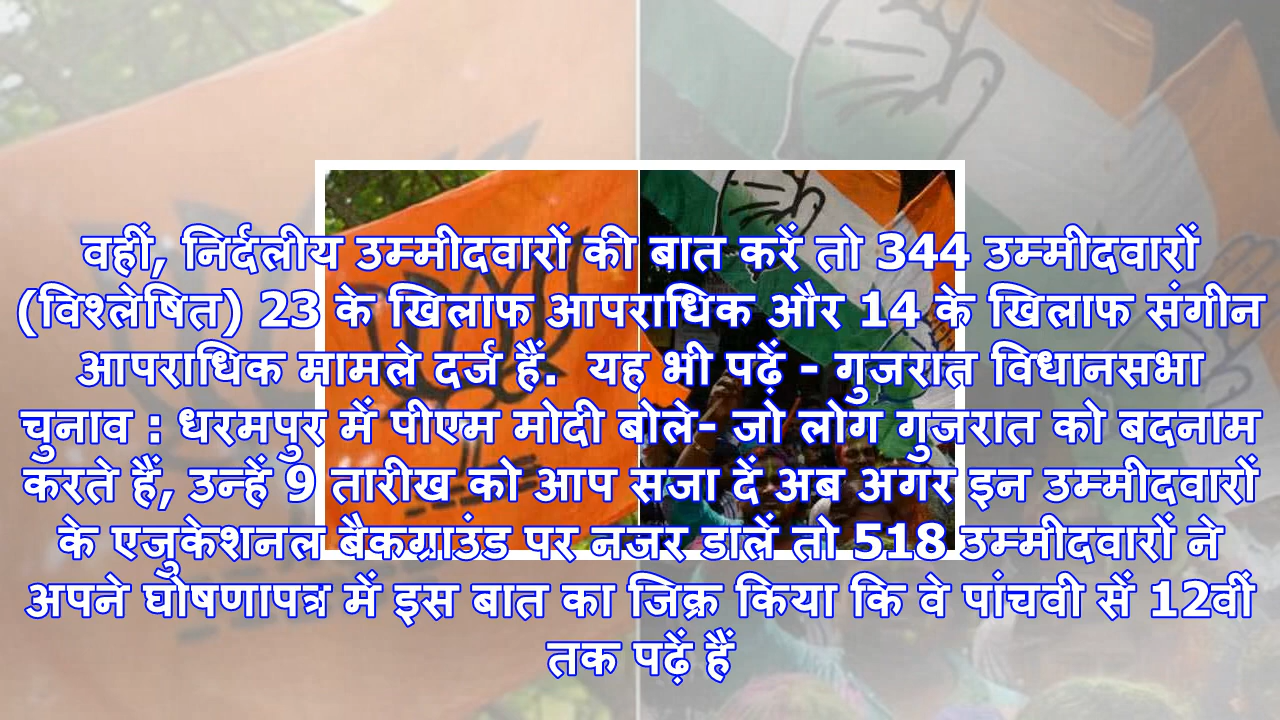 वहीं, निर्दलीय उम्मीदवारों की बात करें तो 344 उम्मीदवारों
(विश्लेषित) 23 के खिलाफ आपराधिक और 14 के खिलाफ संगीन
आपराधिक मामले दर्ज हैं. यह भी पढ़ें - गुजरात विधानसभा
चुनाव : धरमपुर में पीएम मोदी बोले- जो लोग गुजरात को बदनाम
करते हैं, उन्हें 9 तारीख को आप सजा दें अब अगर इन उम्मीदवारों
के एजुकेशनल बैकग्राउंड पर नजर डालें तो 518 उम्मीदवारों ने
अपने घोषणापत्र में इस बात का जिक्र किया कि वे पांचवी सें 12वीं
तक पढ़ें हैं